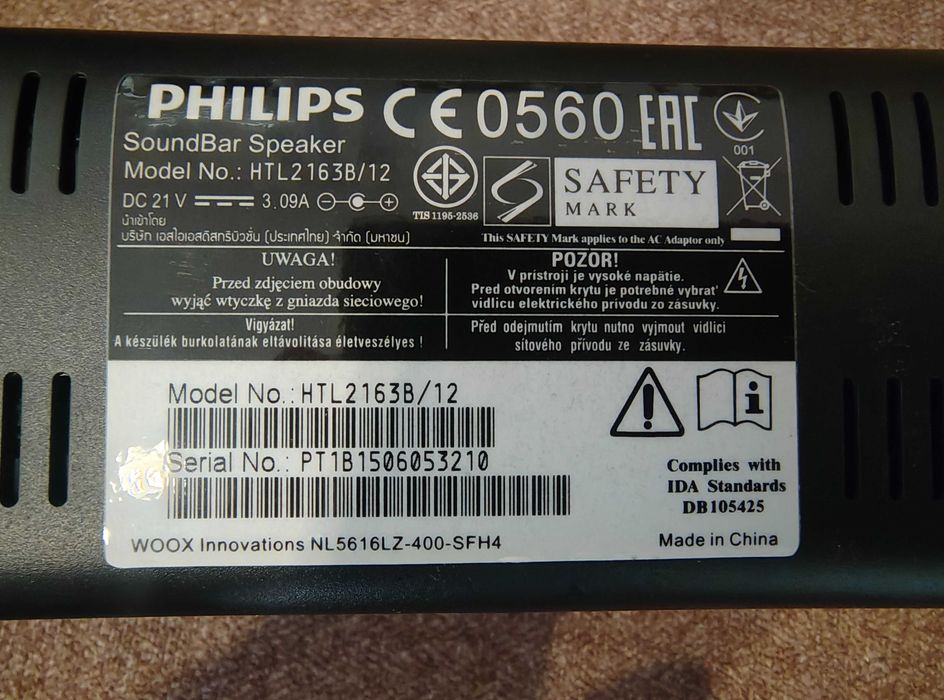 PHILIPS CE 0560 EAC
SoundBar Speaker
Model No.: HTL2163B/12
001
DC 21 V 3.09A
TIS 1195-2536
SAFETY
MARK
นำเข้าโดย
บริษัท เอสไอเอสดิสทริบิวชั่น (ประเทศไทย) จำกัด (มหาชน)
This SAFETY Mark applies to the AC Adaptor only
UWAGA!
Przed zdjęciem obudowy
wyjąć wtyczkę z gniazda sieciowego!
POZOR!
V prístroji je vysoké napätie.
Pred otvorením krytu je potrebné vybrať
vidlicu elektrického prívodu zo zásuvky.
Vigyázat!
A készülék burkolatának eltávolitása életveszélyes !
Před odejmutím krytu nutno vyjmout vidlici
síťového přívodu ze zásuvky.
Model No.: HTL2163B/12
Serial No.: PT1B1506053210
Complies with
IDA Standards
DB105425
WOOX Innovations NL5616LZ-400-SFH4
Made in China